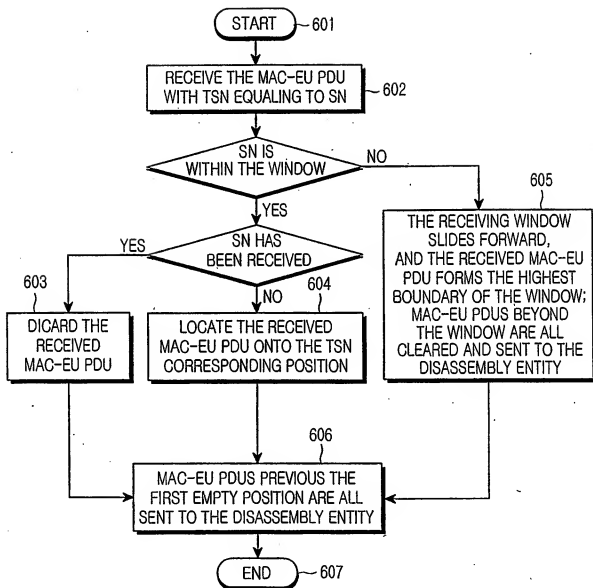 START
601
RECEIVE THE MAC-EU PDU
WITH TSN EQUALING TO SN
602
SN IS
WITHIN THE WINDOW
NO
YES
605
THE RECEIVING WINDOW
SLIDES FORWARD,
AND THE RECEIVED MAC-EU
PDU FORMS THE HIGHEST
BOUNDARY OF THE WINDOW;
MAC-EU PDUS BEYOND
THE WINDOW ARE ALL
CLEARED AND SENT TO THE
DISASSEMBLY ENTITY
SN HAS
BEEN RECEIVED
YES
NO
603
DICARD THE
RECEIVED
MAC-EU PDU
604
LOCATE THE RECEIVED
MAC-EU PDU ONTO THE TSN
CORRESPONDING POSITION
606
MAC-EU PDUS PREVIOUS THE
FIRST EMPTY POSITION ARE ALL
SENT TO THE DISASSEMBLY ENTITY
END
607